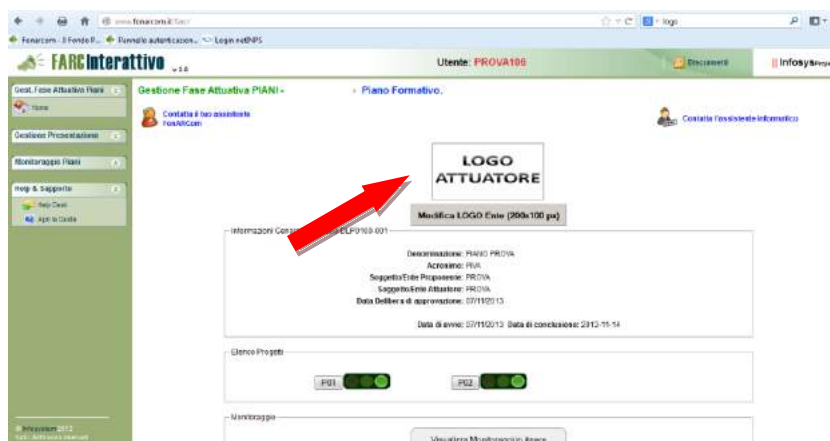 www.fonarcom.it/farc/
logo
Fonarcom - Il Fondo P...
Pannello autenticazion...
Login netINPS
FARCInterattivo
Utente: PROVA106
Disconnetti
Infosys
Gest. Fase Attuativa Piani
Gestione Fase Attuativa PIANI -
Piano Formativo.
Home
Contatta il tuo assistente
FonARCom
Contatta l'assistente informatico
Gestione Presentazione
Monitoraggio Piani
Help & Supporto
Help Desk
Apri la Guida
LOGO
ATTUATORE
Modifica LOGO Ente (200x100 px)
Informazioni
Denominazione: PIANO PROVA
Acronimo: PIVA
Soggetto/Ente Proponente: PROVA
Soggetto/Ente Attuatore: PROVA
Data Delibera di approvazione: 07/11/2013
Data di avvio: 07/11/2013 Data di conclusione: 2013-11-14
Elenco Progetti
P01
P02
Monitoraggio